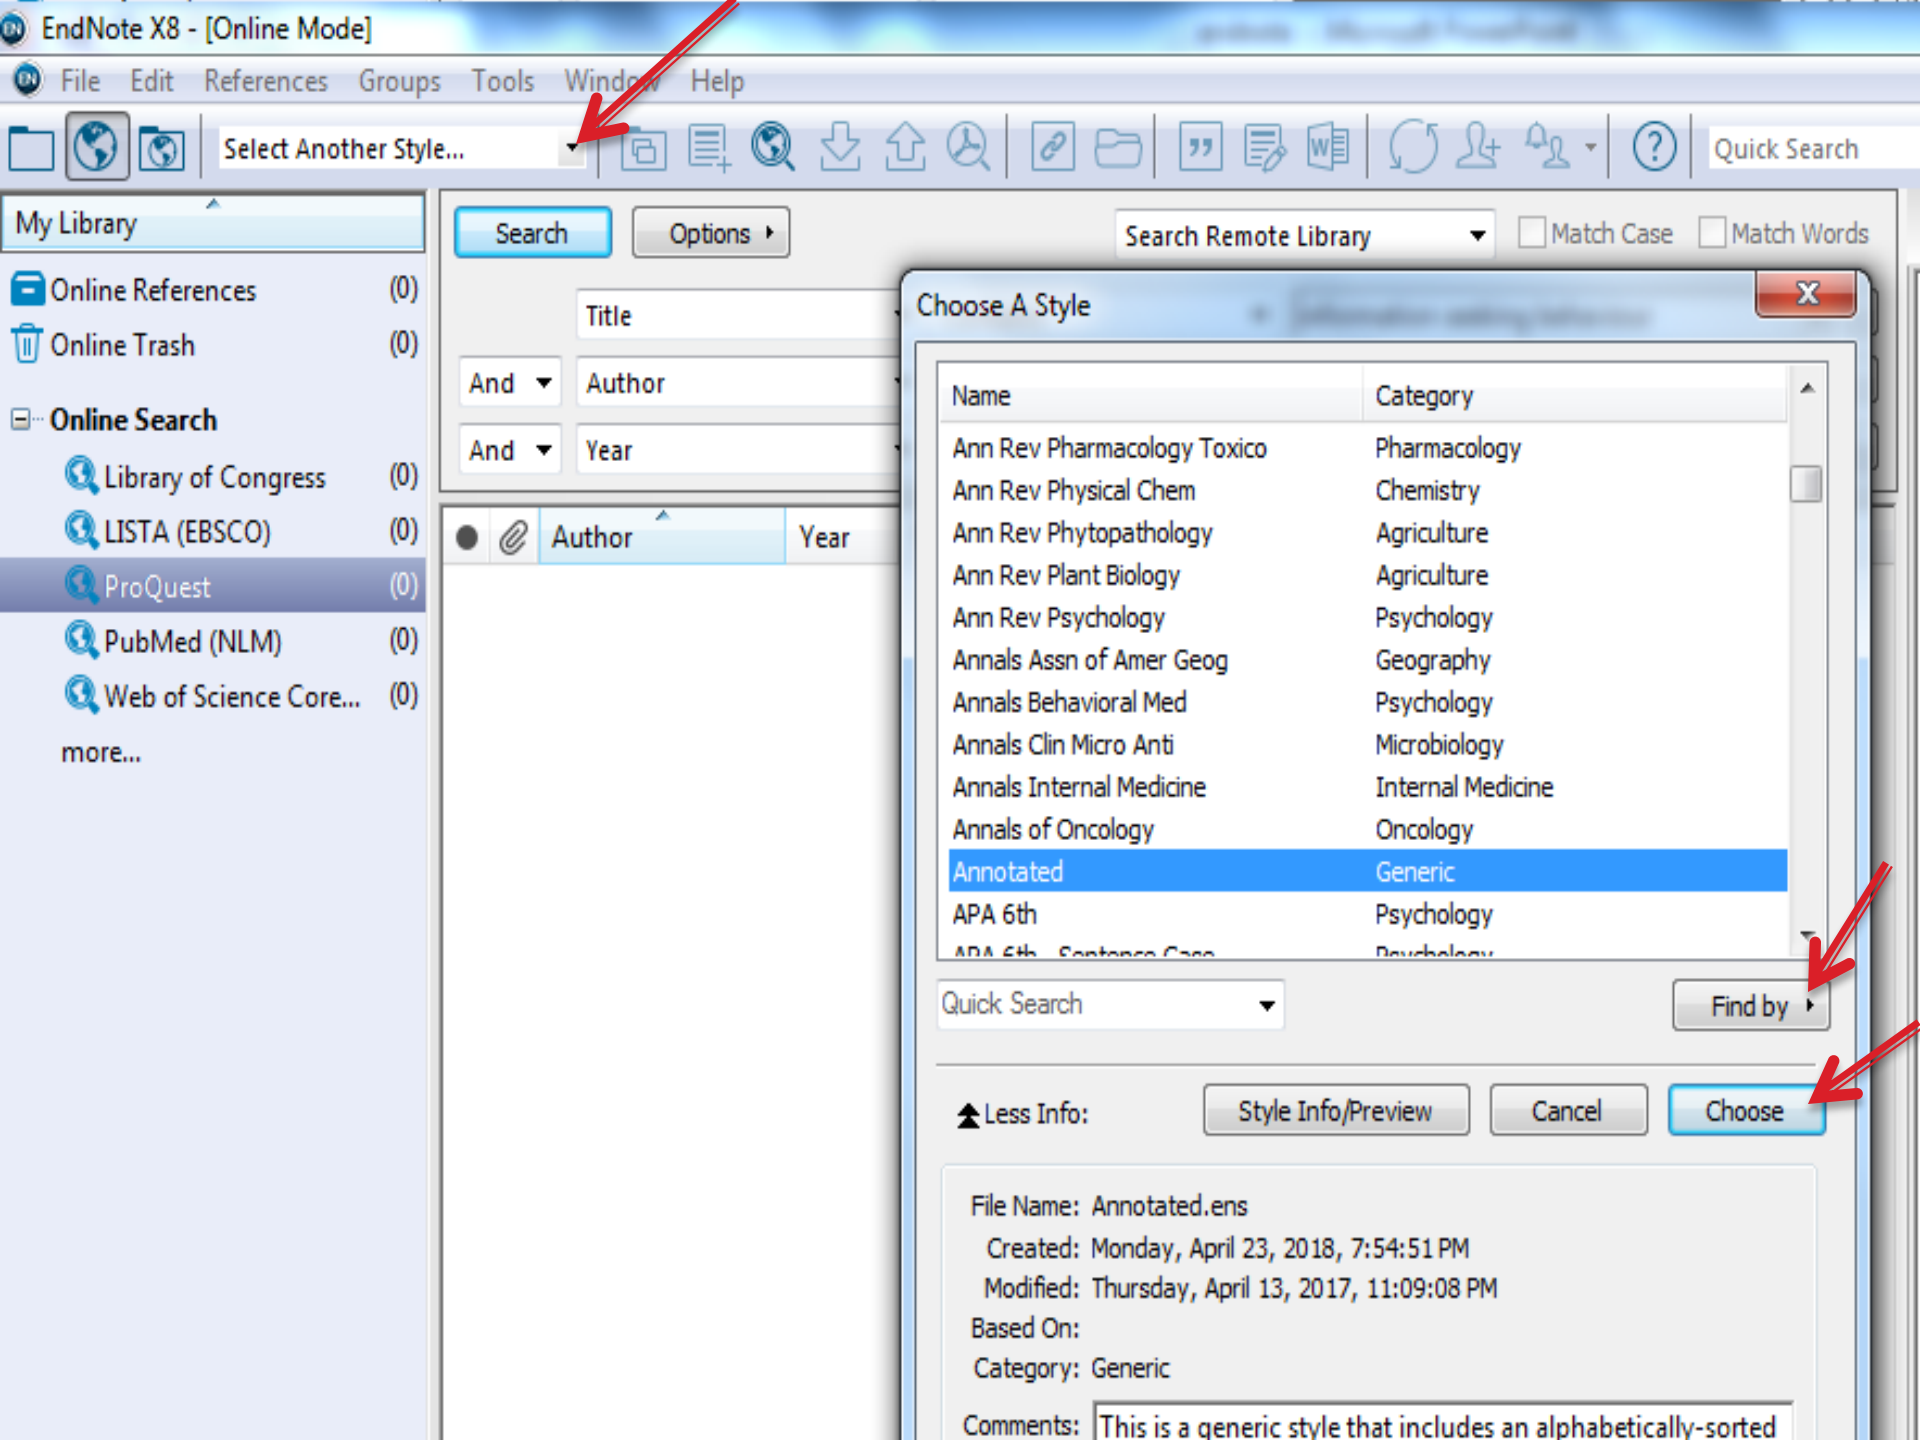 EndNote X8 - [Online Mode]
File Edit References Groups Tools Window Help
Select Another Style... Quick Search
My Library
Search Options Search Remote Library Match Case Match Words
Online References (0)
Online Trash (0)
Online Search
Library of Congress (0)
LISTA (EBSCO) (0)
ProQuest (0)
PubMed (NLM) (0)
Web of Science Core... (0)
more...
Title
And Author
And Year
Author Year
Choose A Style
Name Category
Ann Rev Pharmacology Toxico Pharmacology
Ann Rev Physical Chem Chemistry
Ann Rev Phytopathology Agriculture
Ann Rev Plant Biology Agriculture
Ann Rev Psychology Psychology
Annals Assn of Amer Geog Geography
Annals Behavioral Med Psychology
Annals Clin Micro Anti Microbiology
Annals Internal Medicine Internal Medicine
Annals of Oncology Oncology
Annotated Generic
APA 6th Psychology
APA 6th - Sentence Case Psychology
Quick Search Find by
Less Info: Style Info/Preview Cancel Choose
File Name: Annotated.ens
Created: Monday, April 23, 2018, 7:54:51 PM
Modified: Thursday, April 13, 2017, 11:09:08 PM
Based On:
Category: Generic
Comments: This is a generic style that includes an alphabetically-sorted